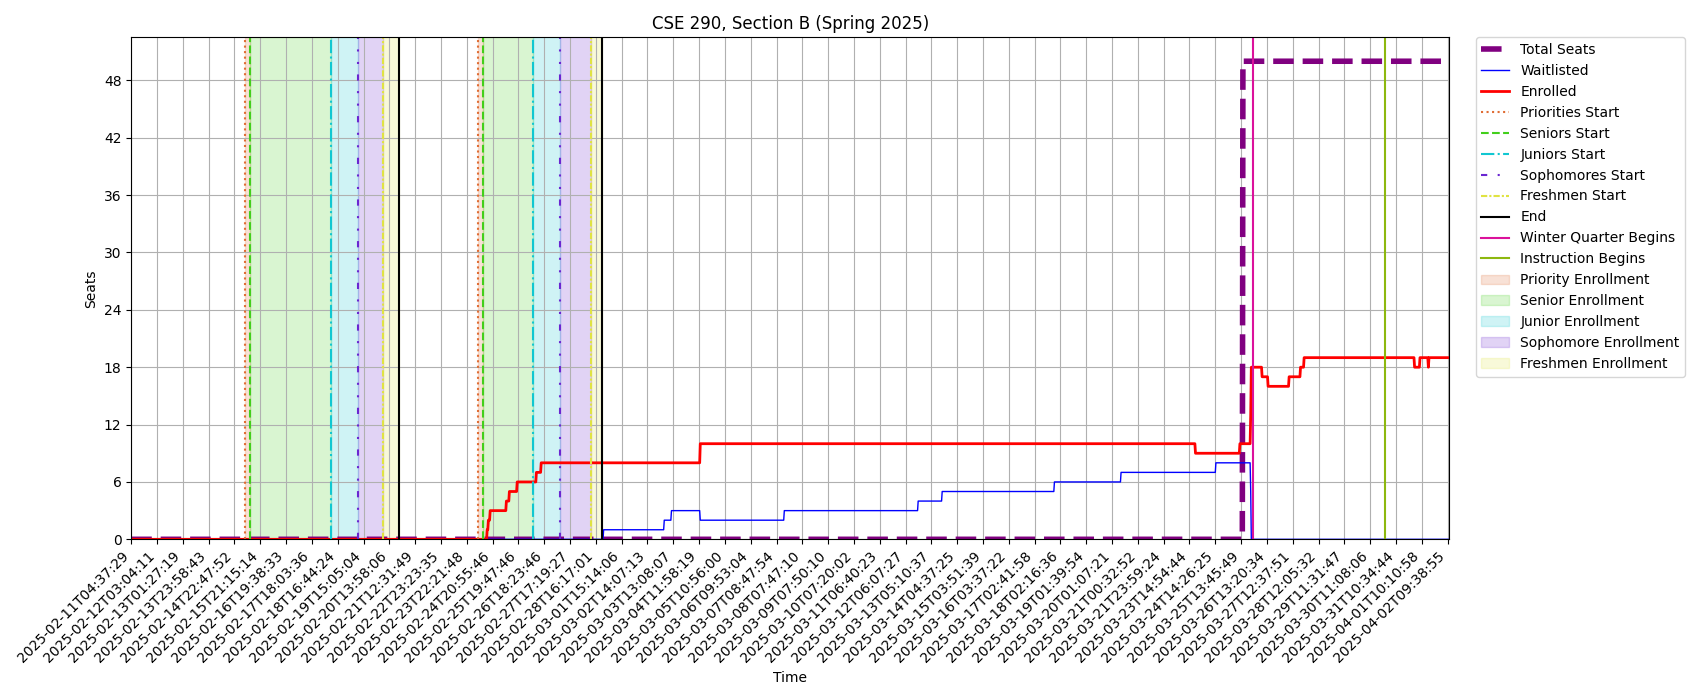 CSE 290, Section B (Spring 2025)
Seats
48
42
36
30
24
18
12
6
0
2025-02-11T04:37:29
2025-02-12T03:04:11
2025-02-13T01:27:19
2025-02-13T23:58:43
2025-02-14T22:47:52
2025-02-15T21:15:14
2025-02-16T19:38:33
2025-02-17T18:03:36
2025-02-18T16:44:24
2025-02-19T15:05:04
2025-02-20T13:58:06
2025-02-21T12:31:49
2025-02-22T23:23:35
2025-02-23T22:21:48
2025-02-24T20:55:46
2025-02-25T19:47:46
2025-02-26T18:23:46
2025-02-27T17:19:27
2025-02-28T16:17:01
2025-03-01T15:14:06
2025-03-02T14:07:13
2025-03-03T13:08:07
2025-03-04T11:58:19
2025-03-05T10:56:00
2025-03-06T09:53:04
2025-03-07T08:47:54
2025-03-08T07:47:10
2025-03-09T07:50:10
2025-03-10T07:20:02
2025-03-11T06:40:23
2025-03-12T06:07:27
2025-03-13T05:10:37
2025-03-14T04:37:25
2025-03-15T03:51:39
2025-03-16T03:37:22
2025-03-17T02:41:58
2025-03-18T02:16:36
2025-03-19T01:39:54
2025-03-20T01:07:21
2025-03-21T00:32:52
2025-03-21T23:59:24
2025-03-23T14:54:44
2025-03-24T14:26:25
2025-03-25T13:45:49
2025-03-26T13:20:34
2025-03-27T12:37:51
2025-03-28T12:05:32
2025-03-29T11:31:47
2025-03-30T11:08:06
2025-03-31T10:34:44
2025-04-01T10:10:58
2025-04-02T09:38:55
Time
Total Seats
Waitlisted
Enrolled
Priorities Start
Seniors Start
Juniors Start
Sophomores Start
Freshmen Start
End
Winter Quarter Begins
Instruction Begins
Priority Enrollment
Senior Enrollment
Junior Enrollment
Sophomore Enrollment
Freshmen Enrollment